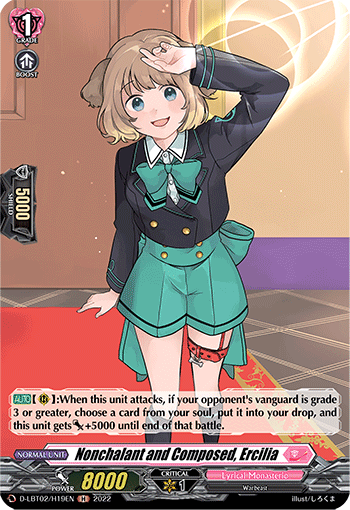 1
GRADE
BOOST
5000
SHIELD
AUTO【 R 】:When this unit attacks, if your opponent's vanguard is grade
3 or greater, choose a card from your soul, put it into your drop, and
this unit gets +5000 until end of that battle.
NORMAL UNIT
Nonchalant and Composed, Ercilia
POWER 8000
CRITICAL
1
Lyrical Monasterio
Warbeast
D-LBT02/H19EN H 2022
illust/しろくま